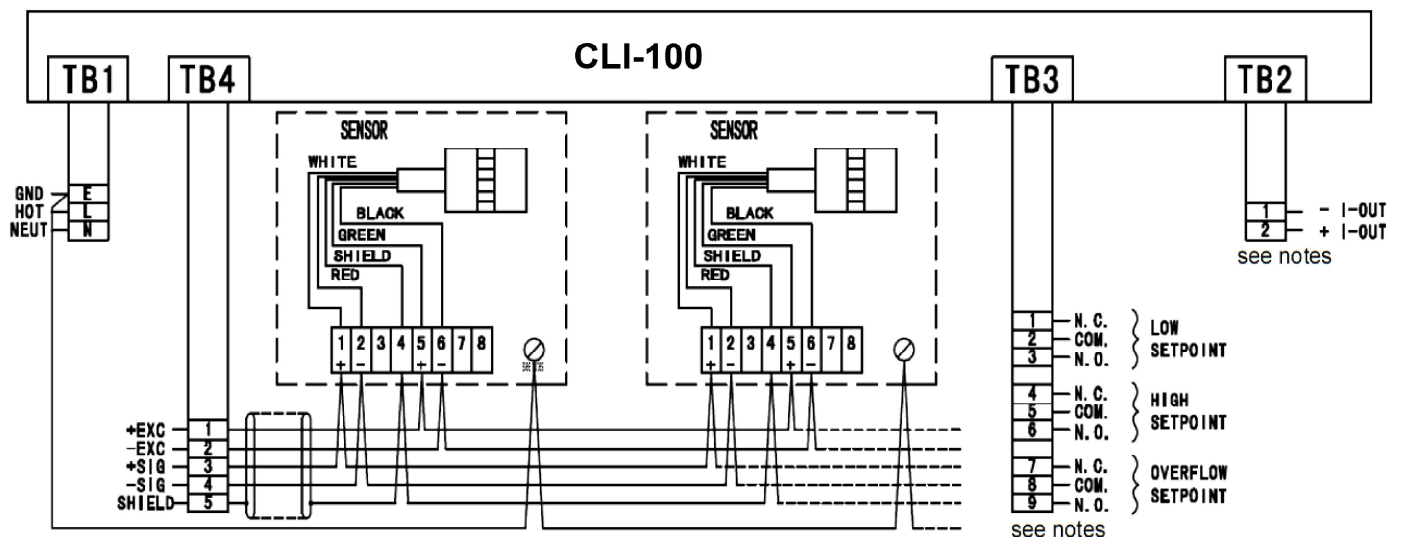 CLI-100
TB1
TB4
TB3
TB2
SENSOR
WHITE
BLACK
GREEN
SHIELD
RED
1 2 3 4 5 6 7 8
+ - + -
SENSOR
WHITE
BLACK
GREEN
SHIELD
RED
1 2 3 4 5 6 7 8
+ - + -
GND E
HOT L
NEUT N
+EXC 1
-EXC 2
+SIG 3
-SIG 4
SHIELD 5
1 N.C.
2 COM.
3 N.O.
LOW
SETPOINT
4 N.C.
5 COM.
6 N.O.
HIGH
SETPOINT
7 N.C.
8 COM.
9 N.O.
OVERFLOW
SETPOINT
see notes
1 - I-OUT
2 + I-OUT
see notes